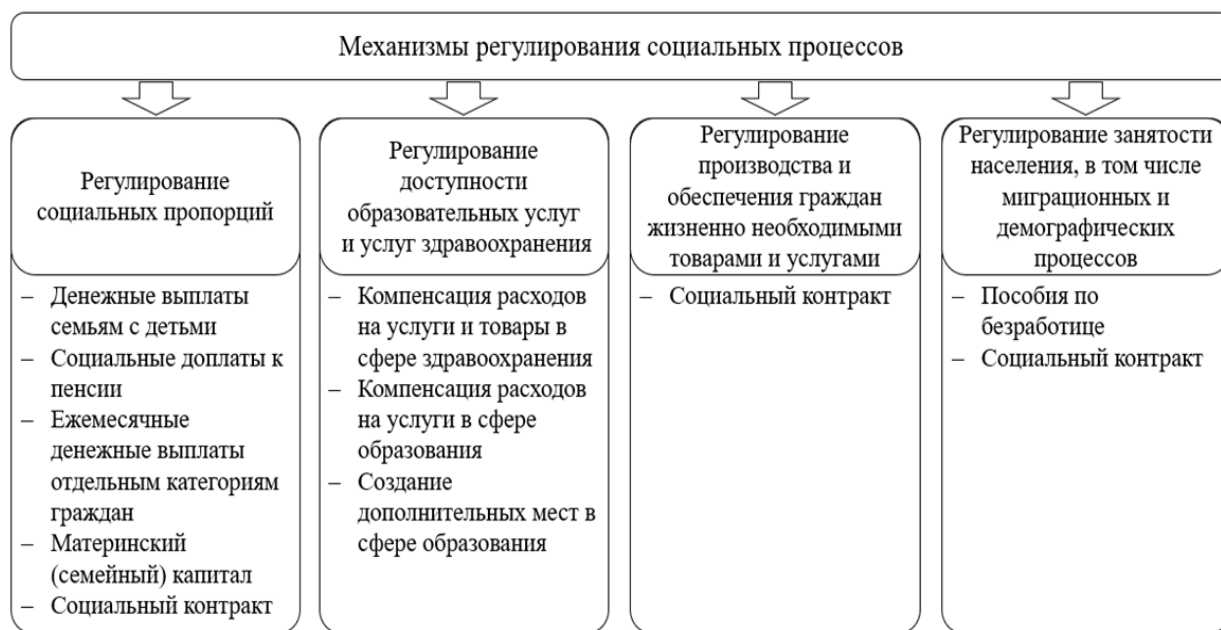 Механизмы регулирования социальных процессов
Регулирование
социальных пропорций
– Денежные выплаты
семьям с детьми
– Социальные доплаты к
пенсии
– Ежемесячные
денежные выплаты
отдельным категориям
граждан
– Материнский
(семейный) капитал
– Социальный контракт
Регулирование
доступности
образовательных услуг
и услуг здравоохранения
– Компенсация расходов
на услуги и товары в
сфере здравоохранения
– Компенсация расходов
на услуги в сфере
образования
– Создание
дополнительных мест в
сфере образования
Регулирование
производства и
обеспечения граждан
жизненно необходимыми
товарами и услугами
– Социальный контракт
Регулирование занятости
населения, в том числе
миграционных и
демографических
процессов
– Пособия по
безработице
– Социальный контракт